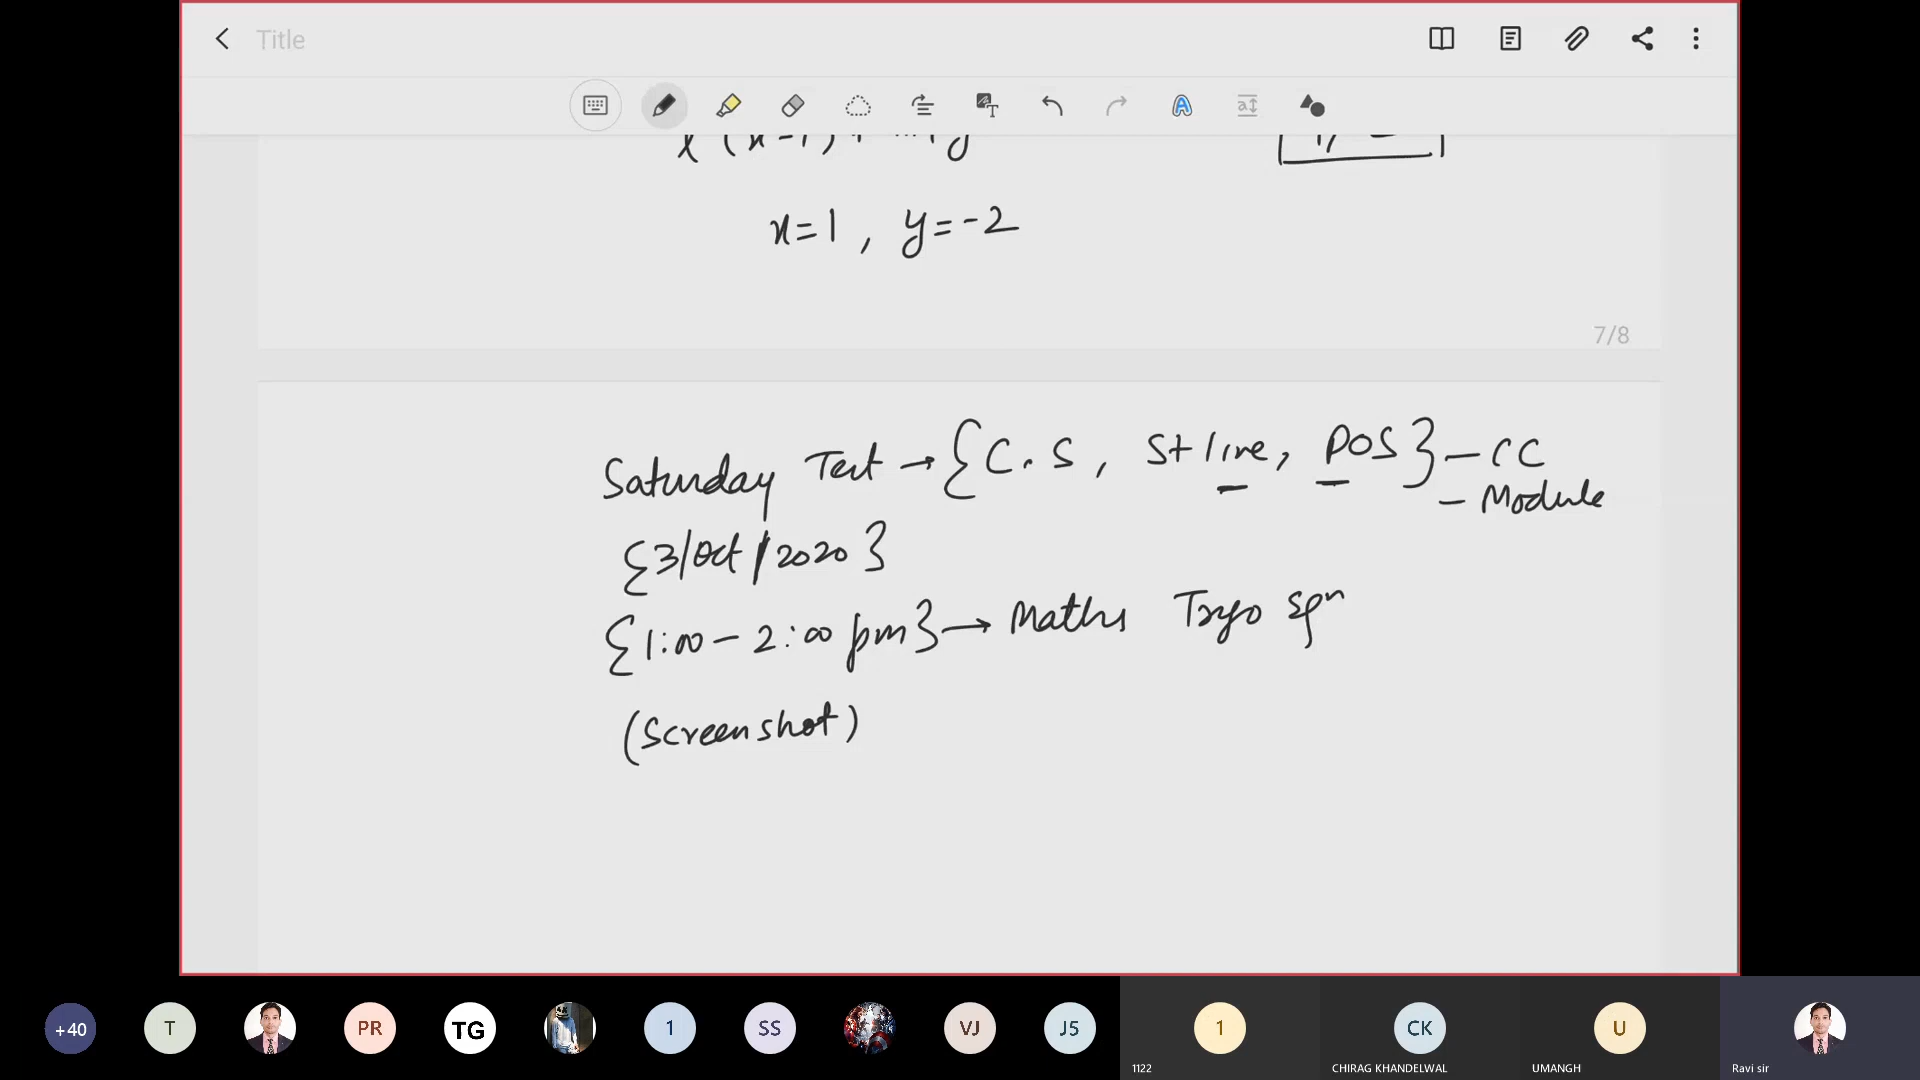 Title
x=1 , y=-2
7/8
Saturday Test → {C.S , St line, POS} - CC
- Module
{3/Oct/2020}
{1:00 - 2:00 pm} → Maths Trgo eqn
(Screenshot)
+40 T PR TG 1 SS VJ J5 1 CK U
1122 CHIRAG KHANDELWAL UMANGH Ravi sir